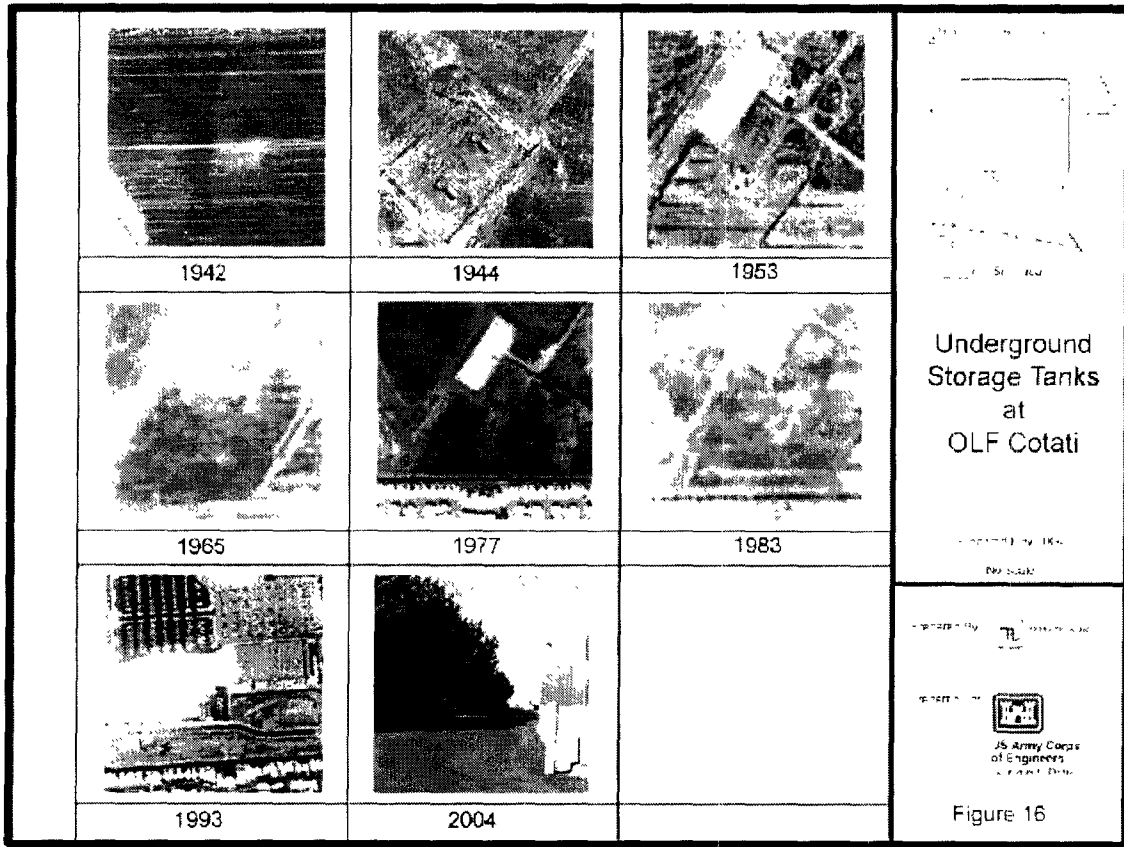 1942
1944
1953
1965
1977
1983
1993
2004
Underground
Storage Tanks
at
OLF Cotati
No Scale
US Army Corps
of Engineers
Figure 16